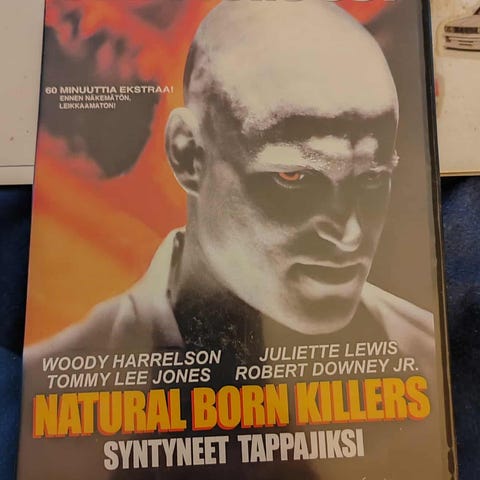 60 MINUUTTIA EKSTRAA!
ENNEN NÄKEMÄTÖN,
LEIKKAAMATON!
WOODY HARRELSON JULIETTE LEWIS
TOMMY LEE JONES ROBERT DOWNEY JR.
NATURAL BORN KILLERS
SYNTYNEET TAPPAJIKSI